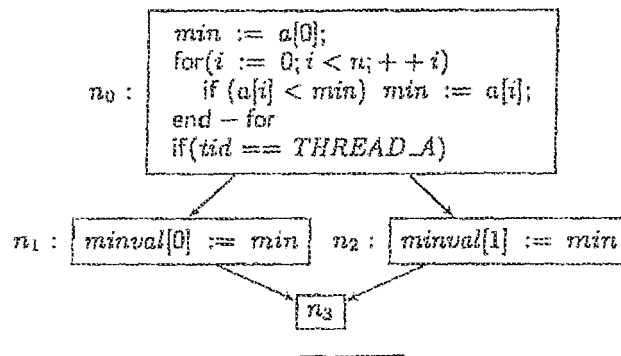 min := a[0];
for(i := 0; i < n; + + i)
n₀ : if (a[i] < min) min := a[i];
end – for
if(tid == THREAD_A)
n₁ : minval[0] := min n₂ : minval[1] := min
n₃